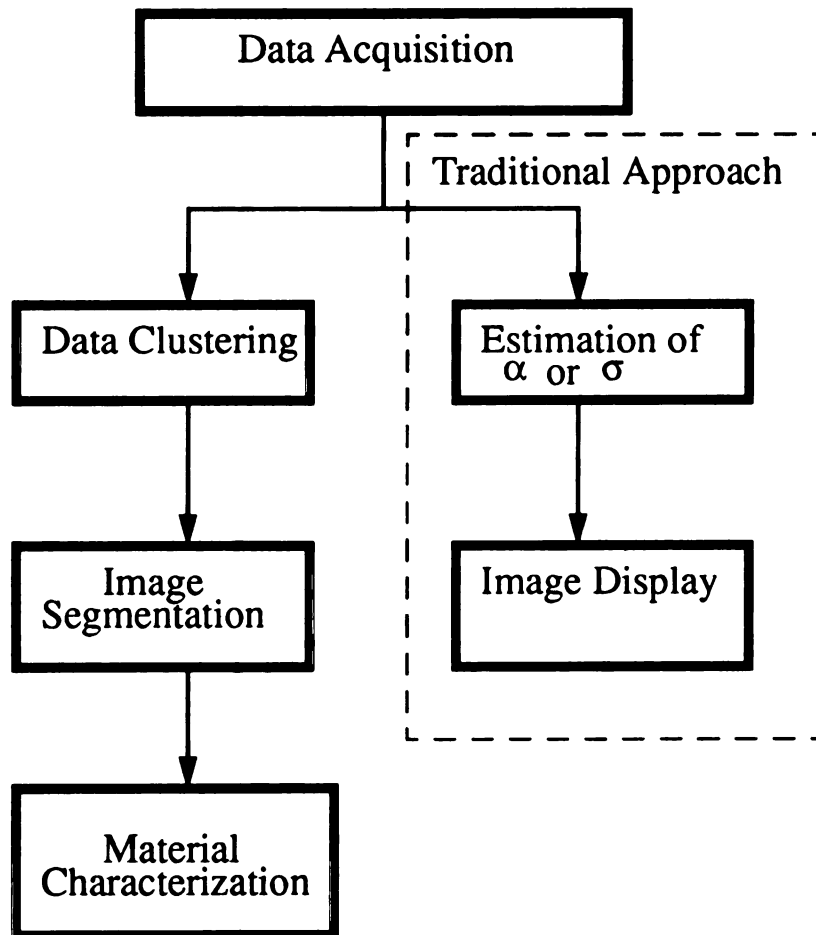 Data Acquisition
Traditional Approach
Data Clustering
Estimation of
α or σ
Image
Segmentation
Image Display
Material
Characterization